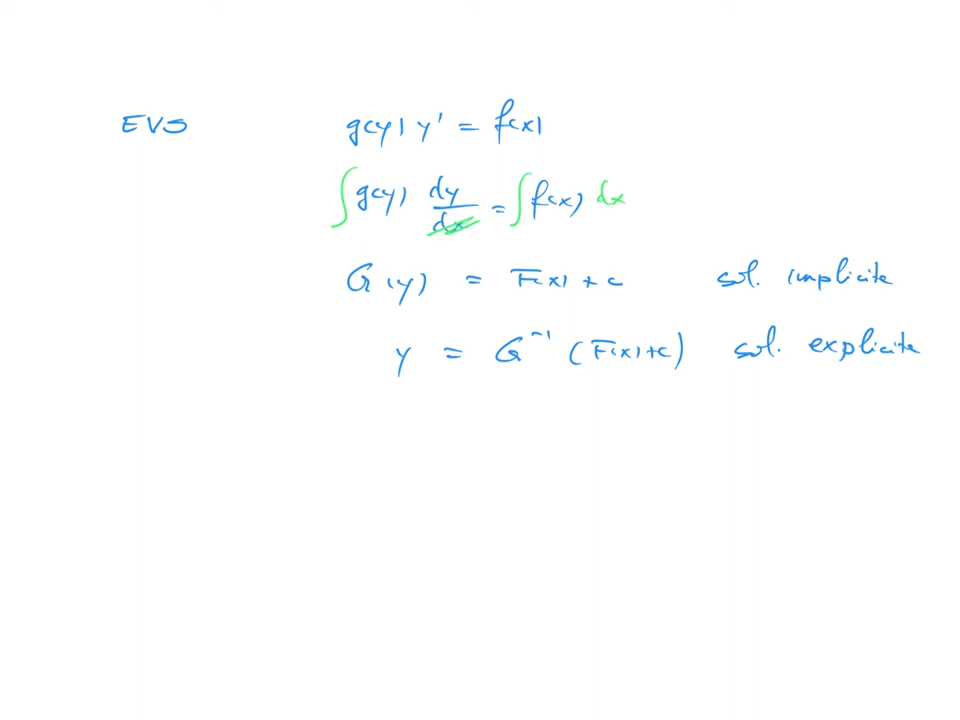 EVS g(y) y' = f(x)
∫ g(y) dy/dx = ∫ f(x) dx
G(y) = F(x) + c sol. implicite
y = G⁻¹ (F(x)+c) sol. explicite